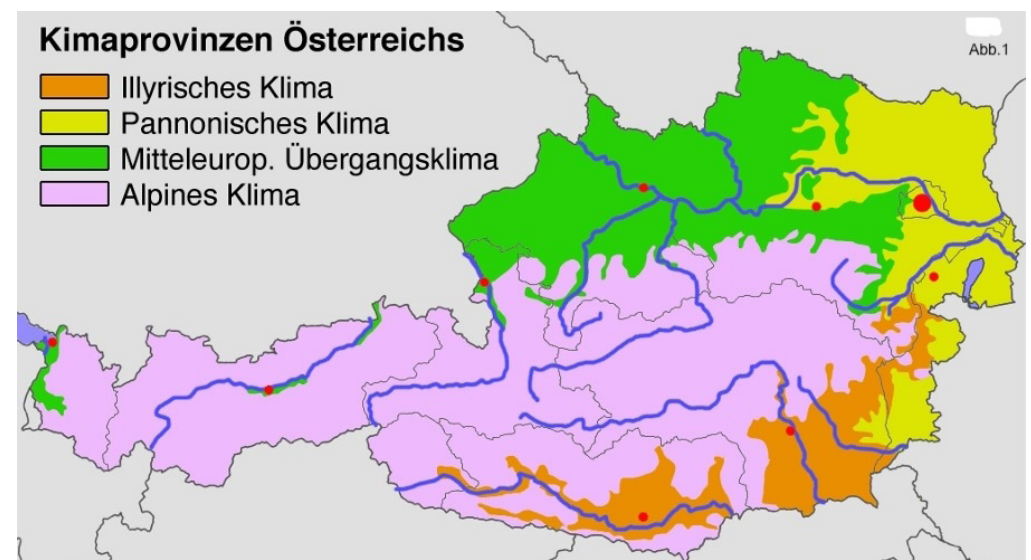 Kimaprovinzen Österreichs
Illyrisches Klima
Pannonisches Klima
Mitteleurop. Übergangsklima
Alpines Klima
Abb.1